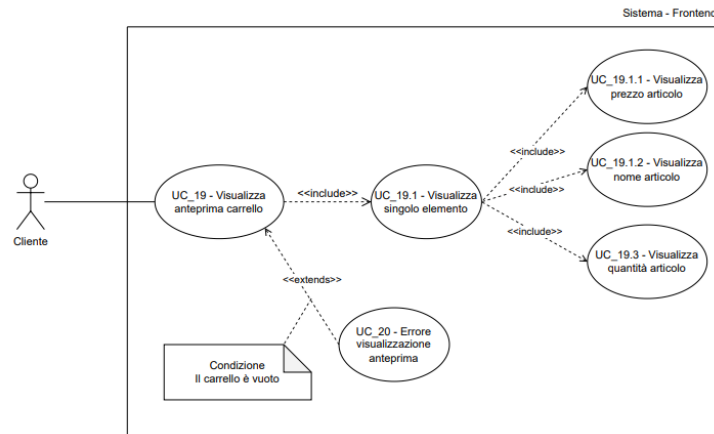 Sistema - Frontend
UC_19.1.1 - Visualizza
prezzo articolo
<<include>>
UC_19.1.2 - Visualizza
nome articolo
UC_19 - Visualizza
anteprima carrello
<<include>>
UC_19.1 - Visualizza
singolo elemento
<<include>>
<<include>>
Cliente
UC_19.3 - Visualizza
quantità articolo
<<extends>>
UC_20 - Errore
visualizzazione
anteprima
Condizione
Il carrello è vuoto